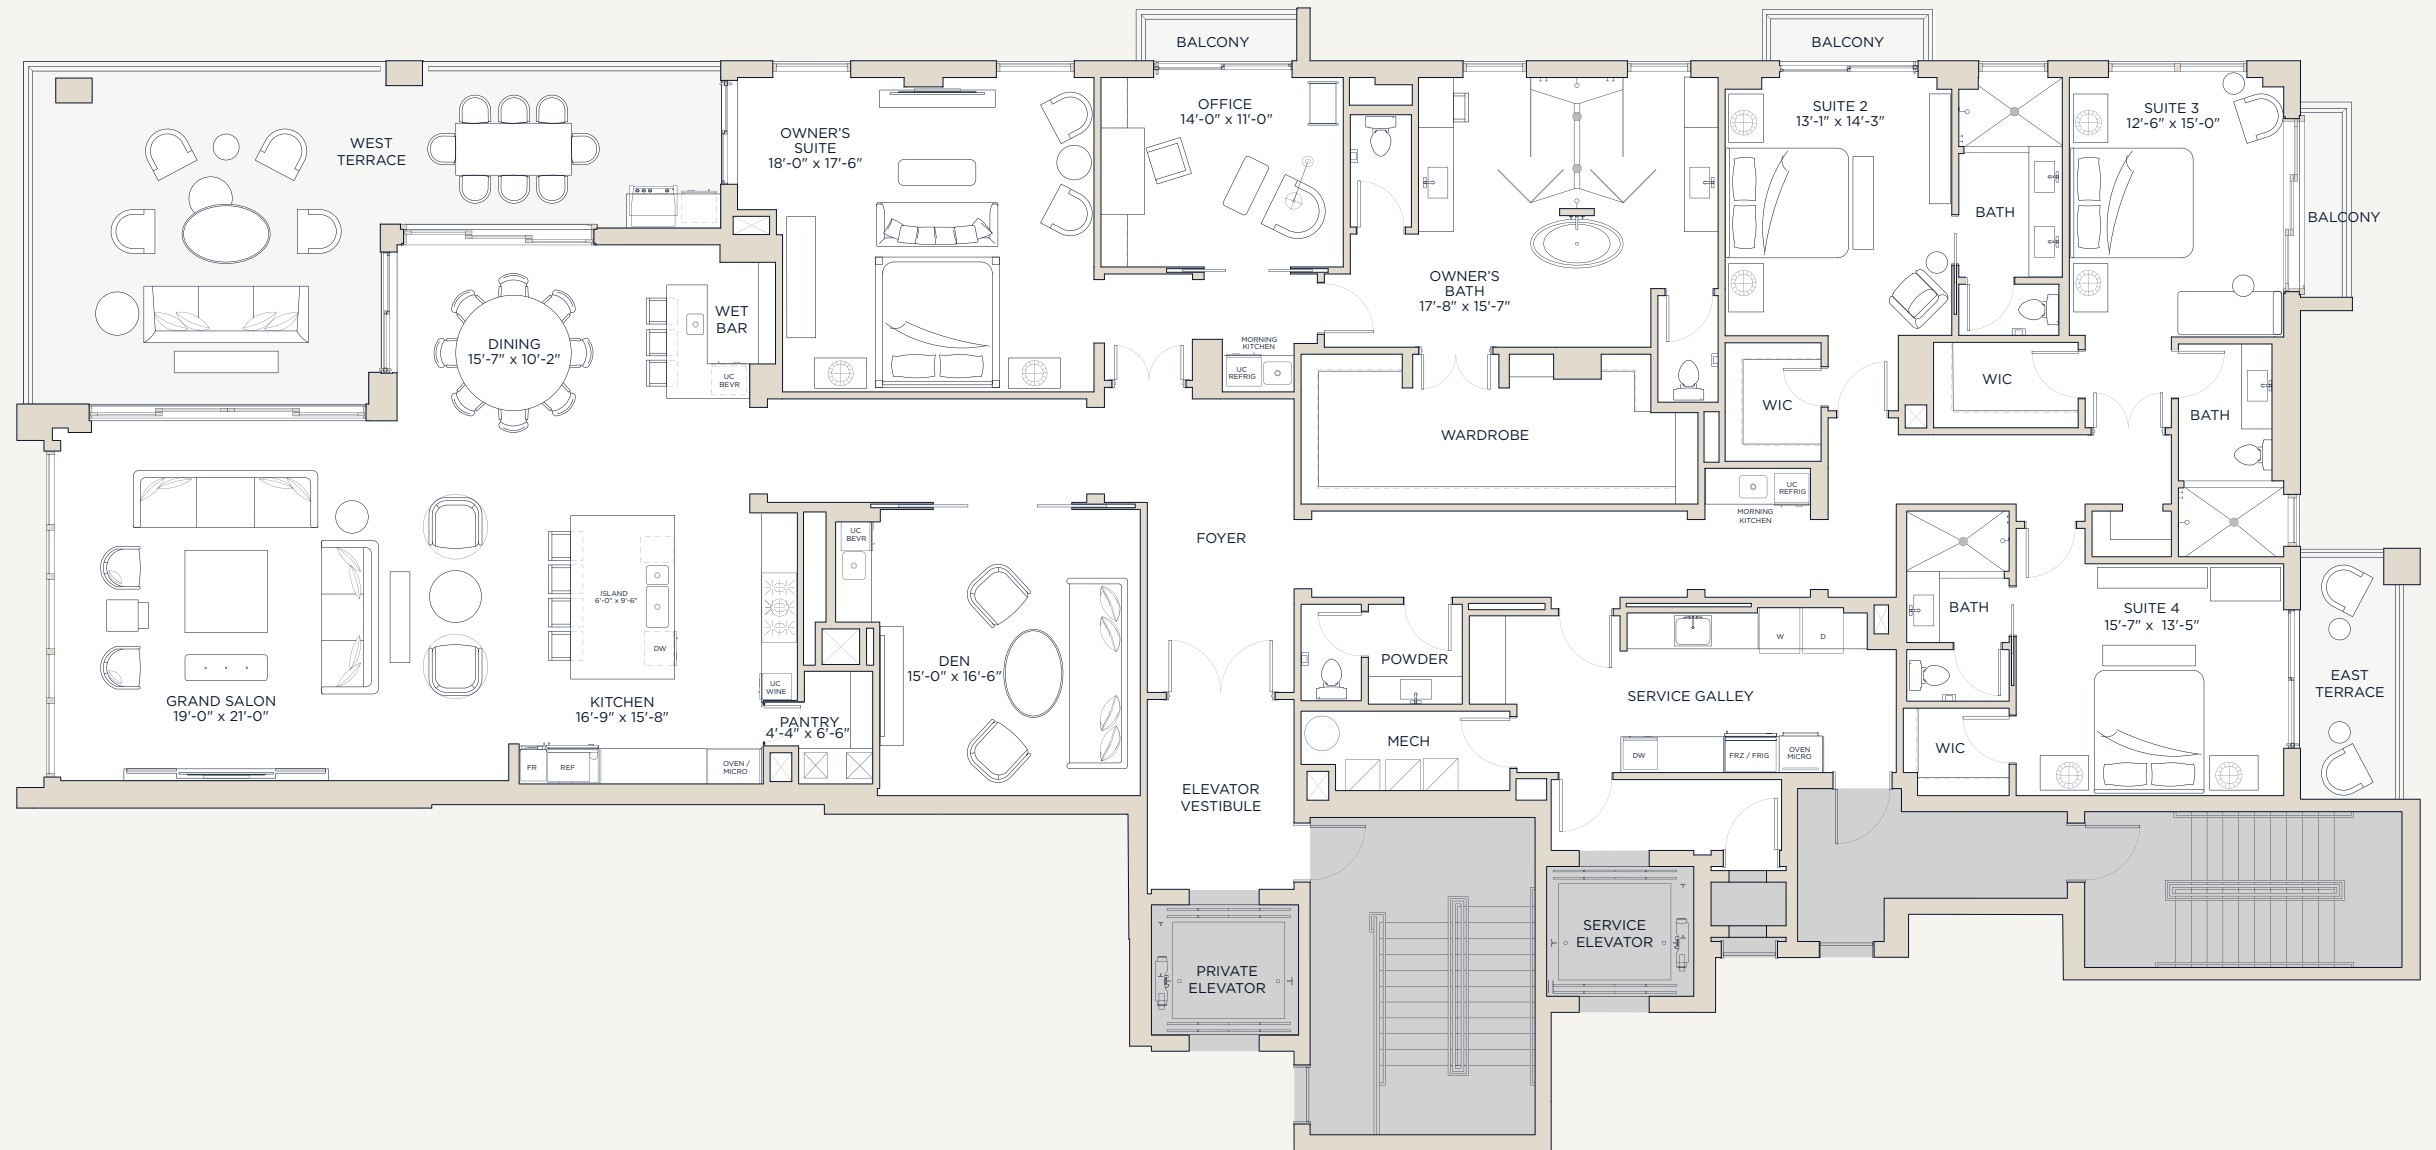 BALCONY
BALCONY
WEST
TERRACE
OWNER'S
SUITE
18'-0" x 17'-6"
OFFICE
14'-0" x 11'-0"
SUITE 2
13'-1" x 14'-3"
SUITE 3
12'-6" x 15'-0"
BATH
BALCONY
OWNER'S
BATH
17'-8" x 15'-7"
WET
BAR
DINING
15'-7" x 10'-2"
UC
BEVR
MORNING
KITCHEN
UC
REFRIG
WIC
WIC
BATH
WARDROBE
UC
REFRIG
MORNING
KITCHEN
FOYER
UC
BEVR
ISLAND
6'-0" x 9'-6"
DW
UC
WINE
DEN
15'-0" x 16'-6"
POWDER
W
D
BATH
SUITE 4
15'-7" x 13'-5"
EAST
TERRACE
GRAND SALON
19'-0" x 21'-0"
KITCHEN
16'-9" x 15'-8"
PANTRY
4'-4" x 6'-6"
SERVICE GALLEY
MECH
WIC
FR
REF
OVEN /
MICRO
DW
FRZ / FRIG
OVEN
MICRO
ELEVATOR
VESTIBULE
SERVICE
ELEVATOR
PRIVATE
ELEVATOR